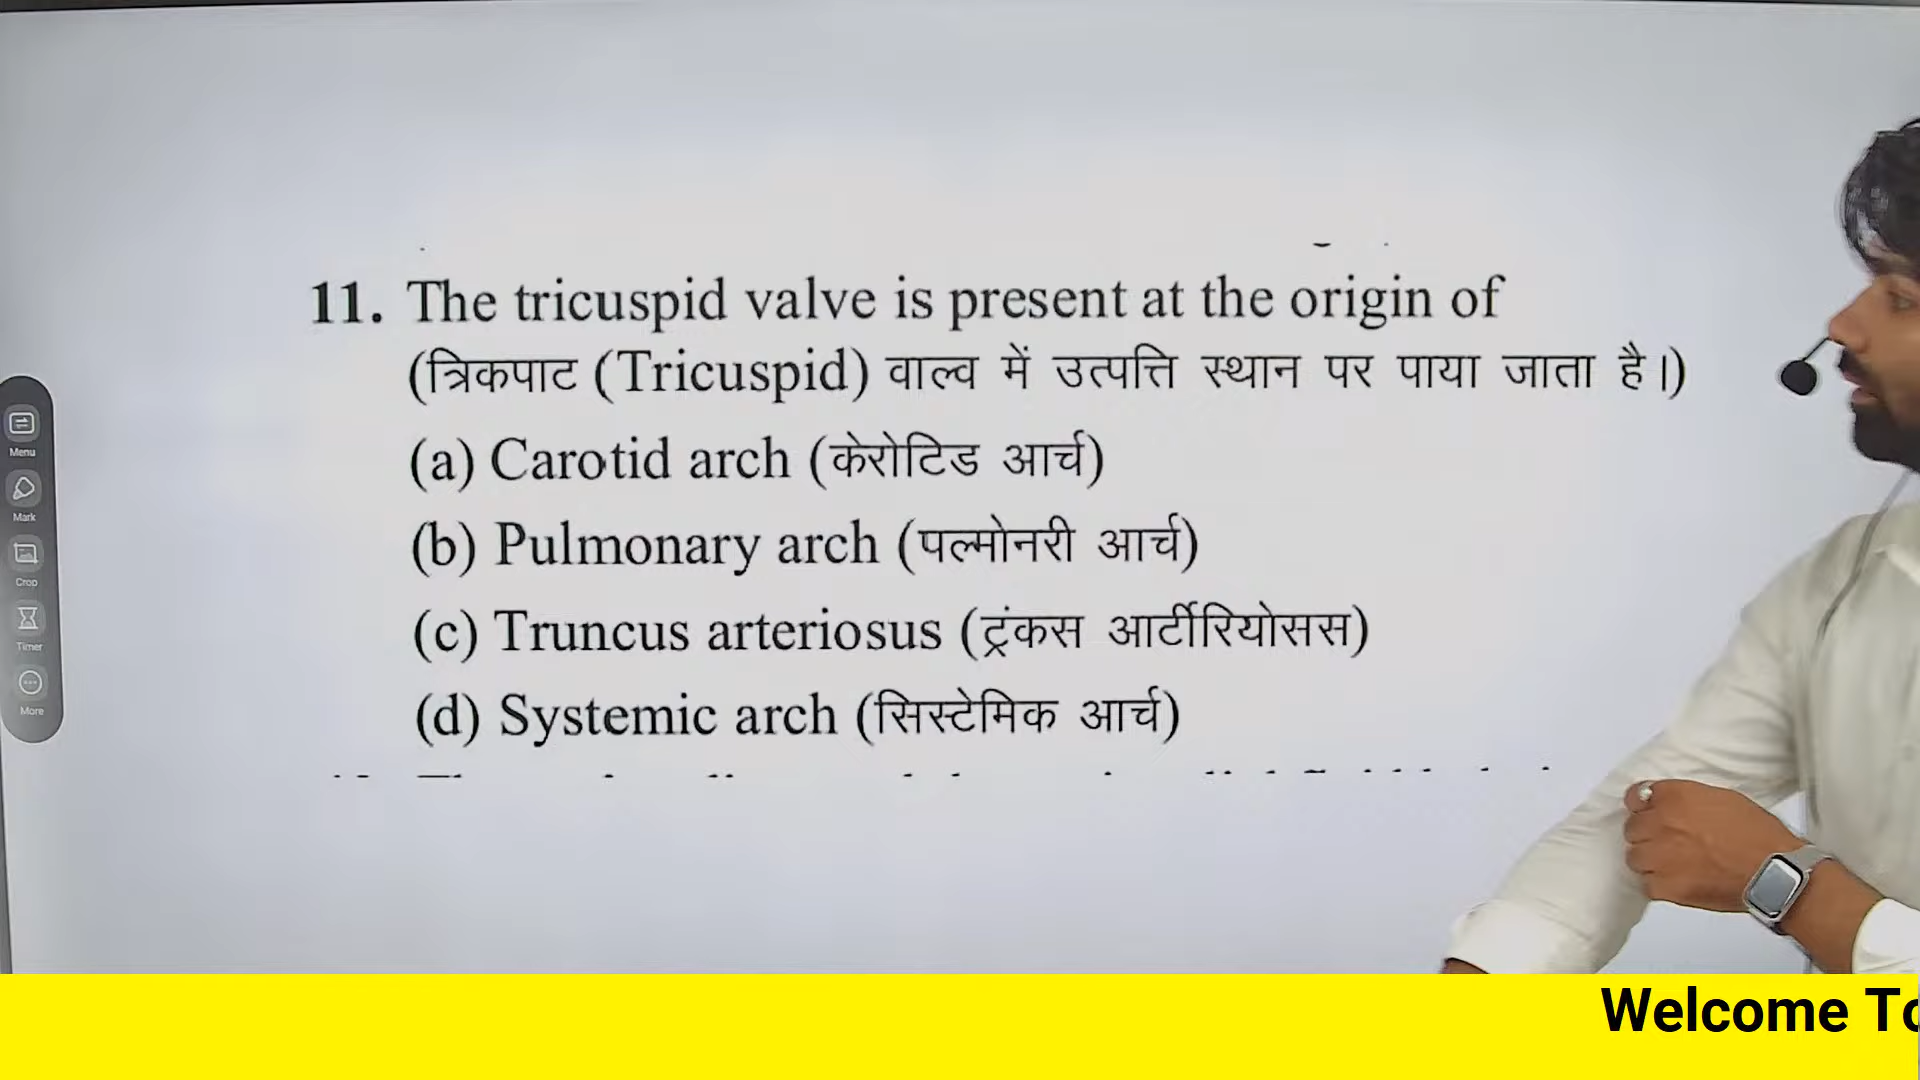 11. The tricuspid valve is present at the origin of
(त्रिकपाट (Tricuspid) वाल्व में उत्पत्ति स्थान पर पाया जाता है।)
(a) Carotid arch (केरोटिड आर्च)
(b) Pulmonary arch (पल्मोनरी आर्च)
(c) Truncus arteriosus (ट्रंकस आर्टीरियोसस)
(d) Systemic arch (सिस्टेमिक आर्च)
Menu
Mark
Crop
Timer
More
Welcome To